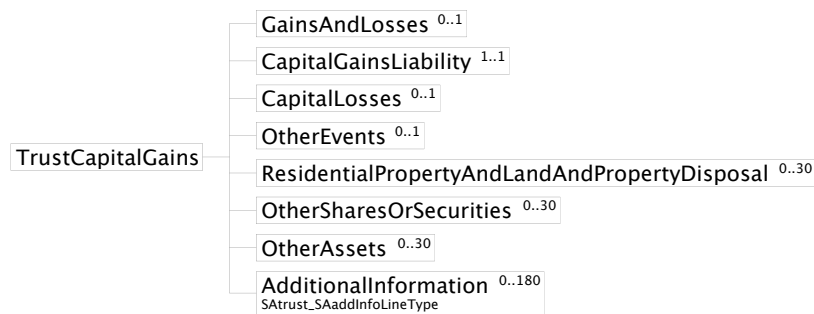 GainsAndLosses 0..1
CapitalGainsLiability 1..1
CapitalLosses 0..1
OtherEvents 0..1
TrustCapitalGains
ResidentialPropertyAndLandAndPropertyDisposal 0..30
OtherSharesOrSecurities 0..30
OtherAssets 0..30
AdditionalInformation 0..180
SAtrust_SAaddInfoLineType